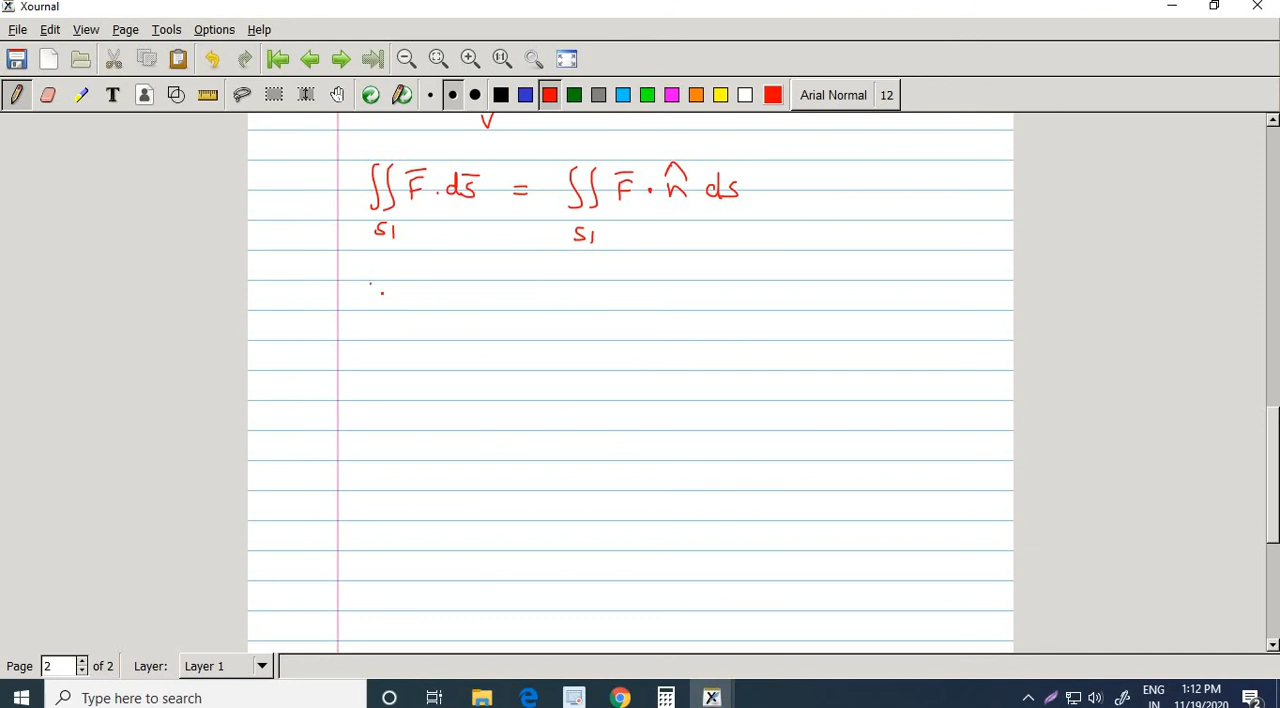 Xournal
File Edit View Page Tools Options Help
Arial Normal 12
V
∬ F̄ . ds̄ = ∬ F̄ . n̂ ds
S1 S1
Page 2 of 2 Layer: Layer 1
Type here to search
ENG 1:12 PM
IN 11/19/2020 2